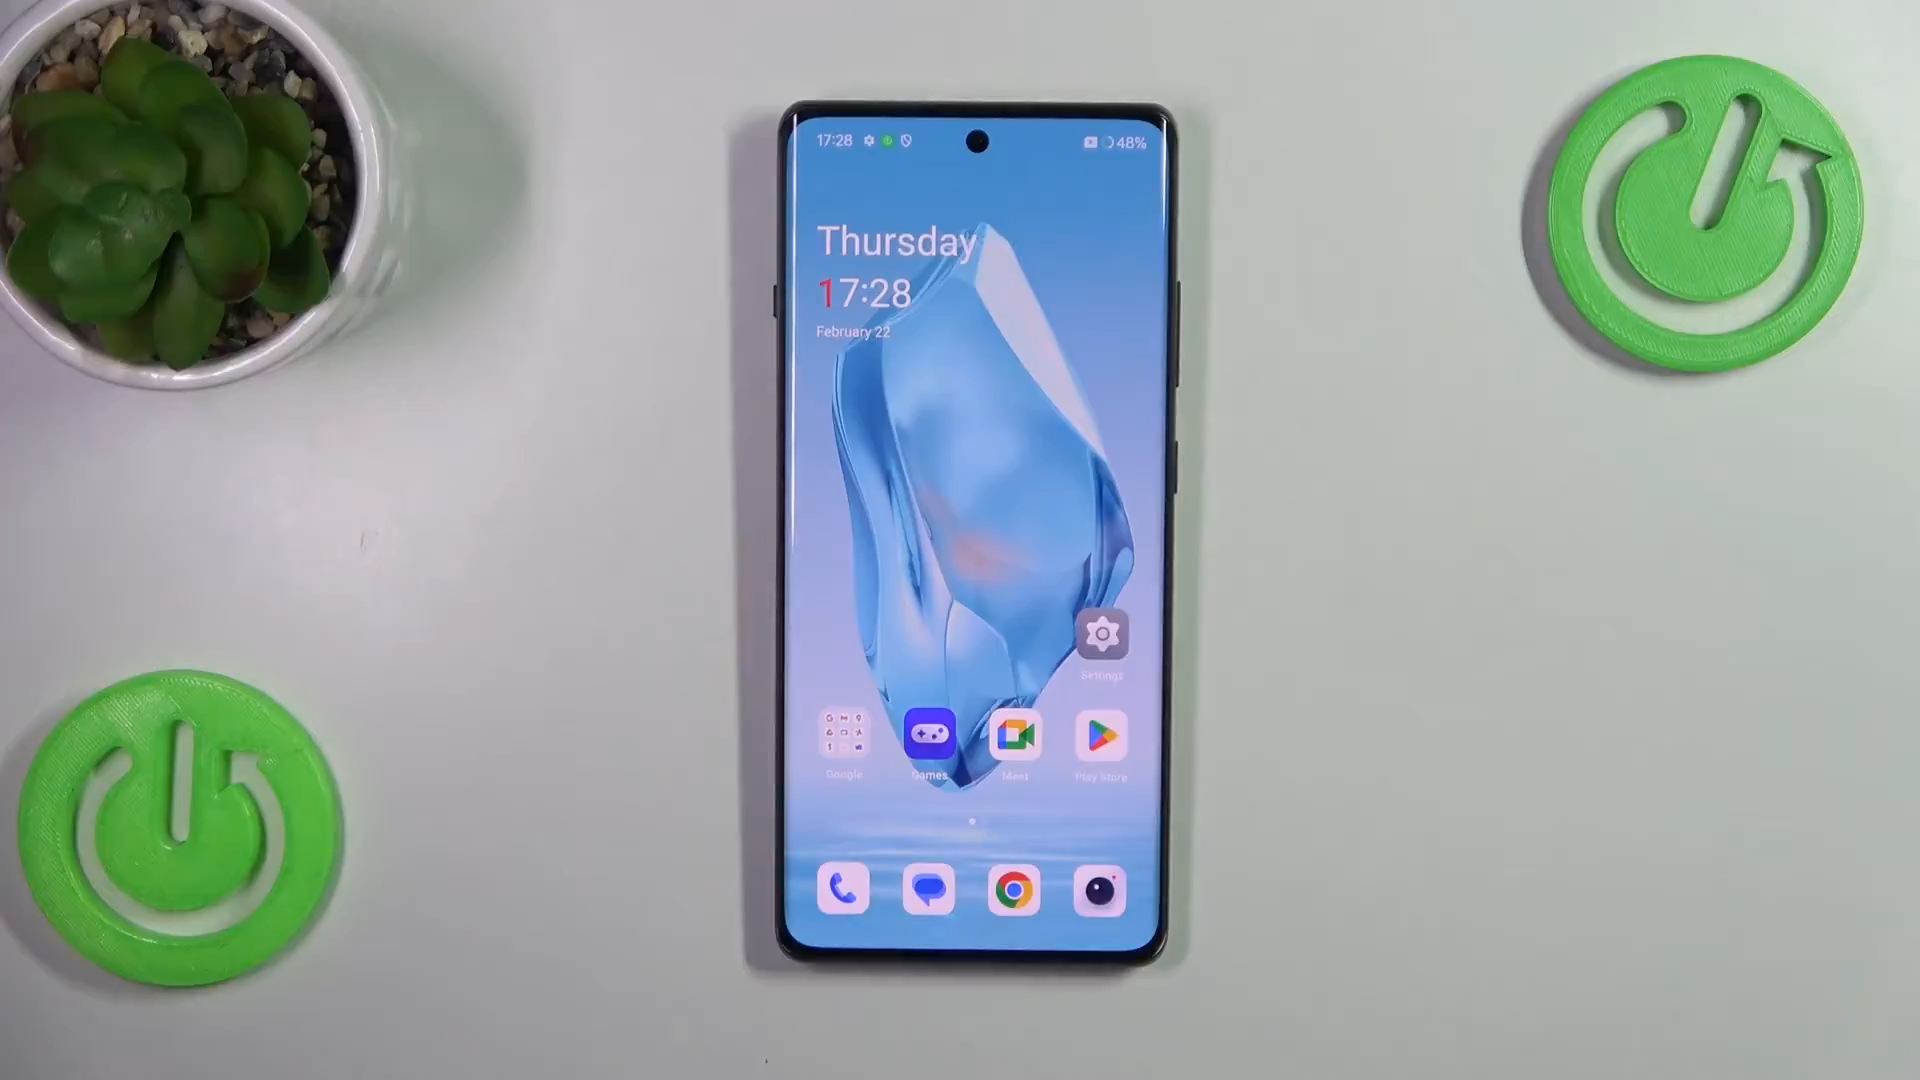 17:28
48%
Thursday
17:28
February 22
Settings
Google
Games
Meet
Play Store